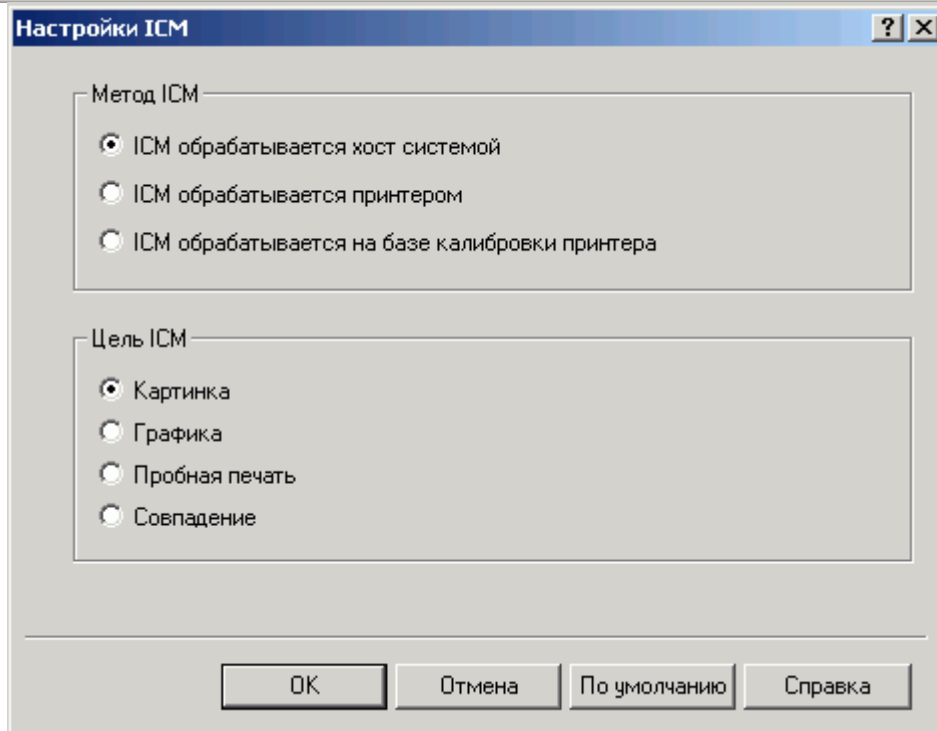 Настройки ICM
Метод ICM
ICM обрабатывается хост системой
ICM обрабатывается принтером
ICM обрабатывается на базе калибровки принтера
Цель ICM
Картинка
Графика
Пробная печать
Совпадение
OK Отмена По умолчанию Справка